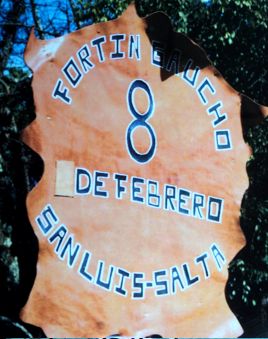 FORTIN GAUCHO
8
DE FEBRERO
SAN LUIS-SALTA